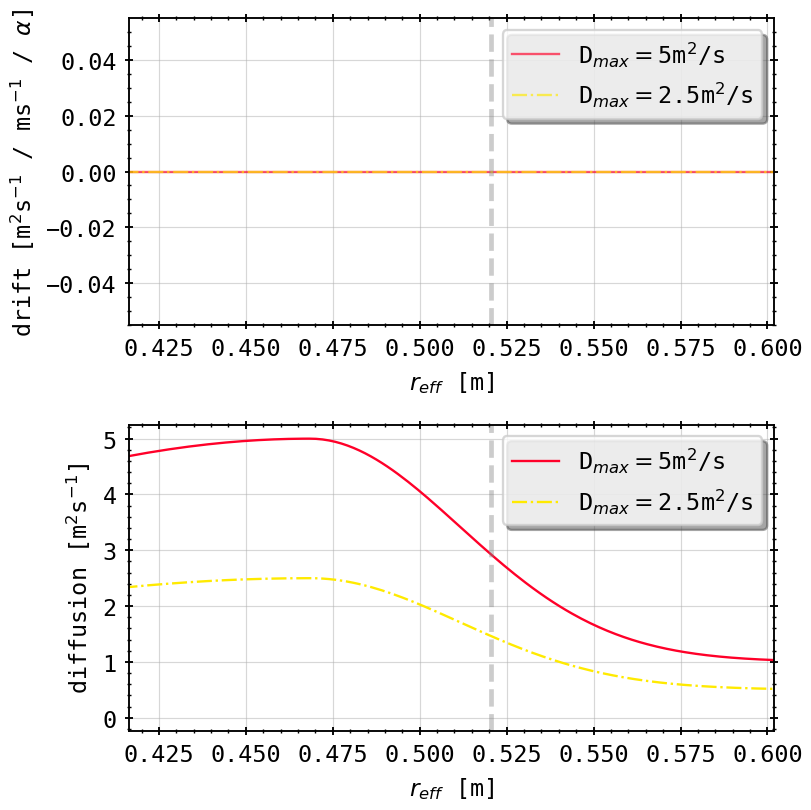 drift [m²s⁻¹ / ms⁻¹ / α]
0.04
0.02
0.00
−0.02
−0.04
D_max = 5m²/s
D_max = 2.5m²/s
0.425 0.450 0.475 0.500 0.525 0.550 0.575 0.600
r_eff [m]
diffusion [m²s⁻¹]
5
4
3
2
1
0
D_max = 5m²/s
D_max = 2.5m²/s
0.425 0.450 0.475 0.500 0.525 0.550 0.575 0.600
r_eff [m]